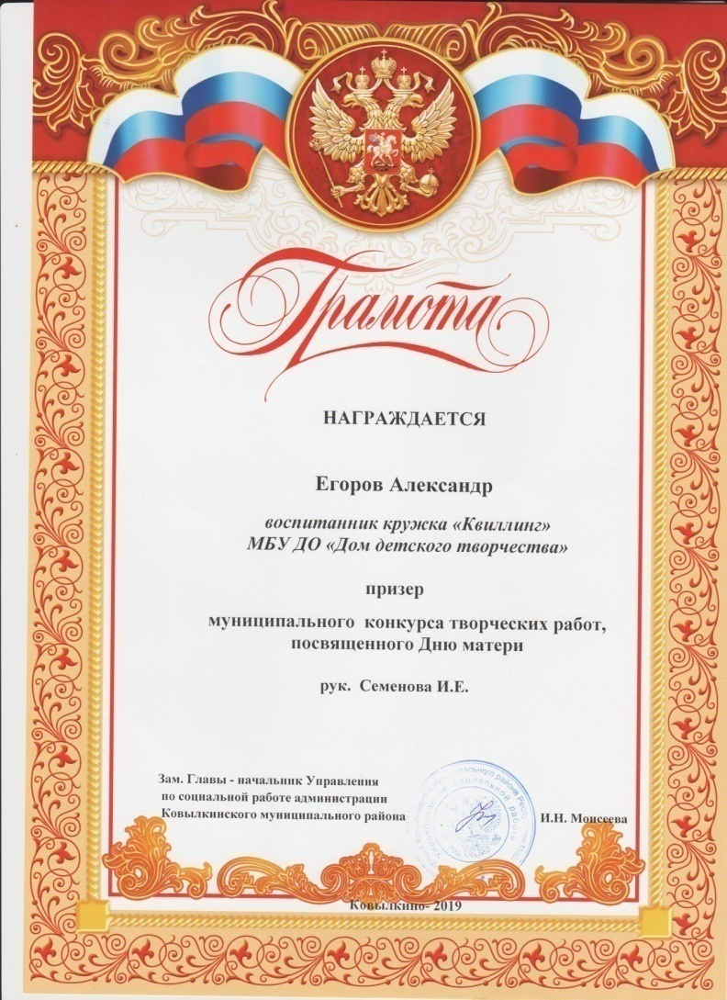 Грамота
НАГРАЖДАЕТСЯ
Егоров Александр
воспитанник кружка «Квиллинг»
МБУ ДО «Дом детского творчества»
призер
муниципального конкурса творческих работ,
посвященного Дню матери
рук. Семенова И.Е.
Зам. Главы - начальник Управления
по социальной работе администрации
Ковылкинского муниципального района
И.Н. Моисеева
Ковылкино- 2019